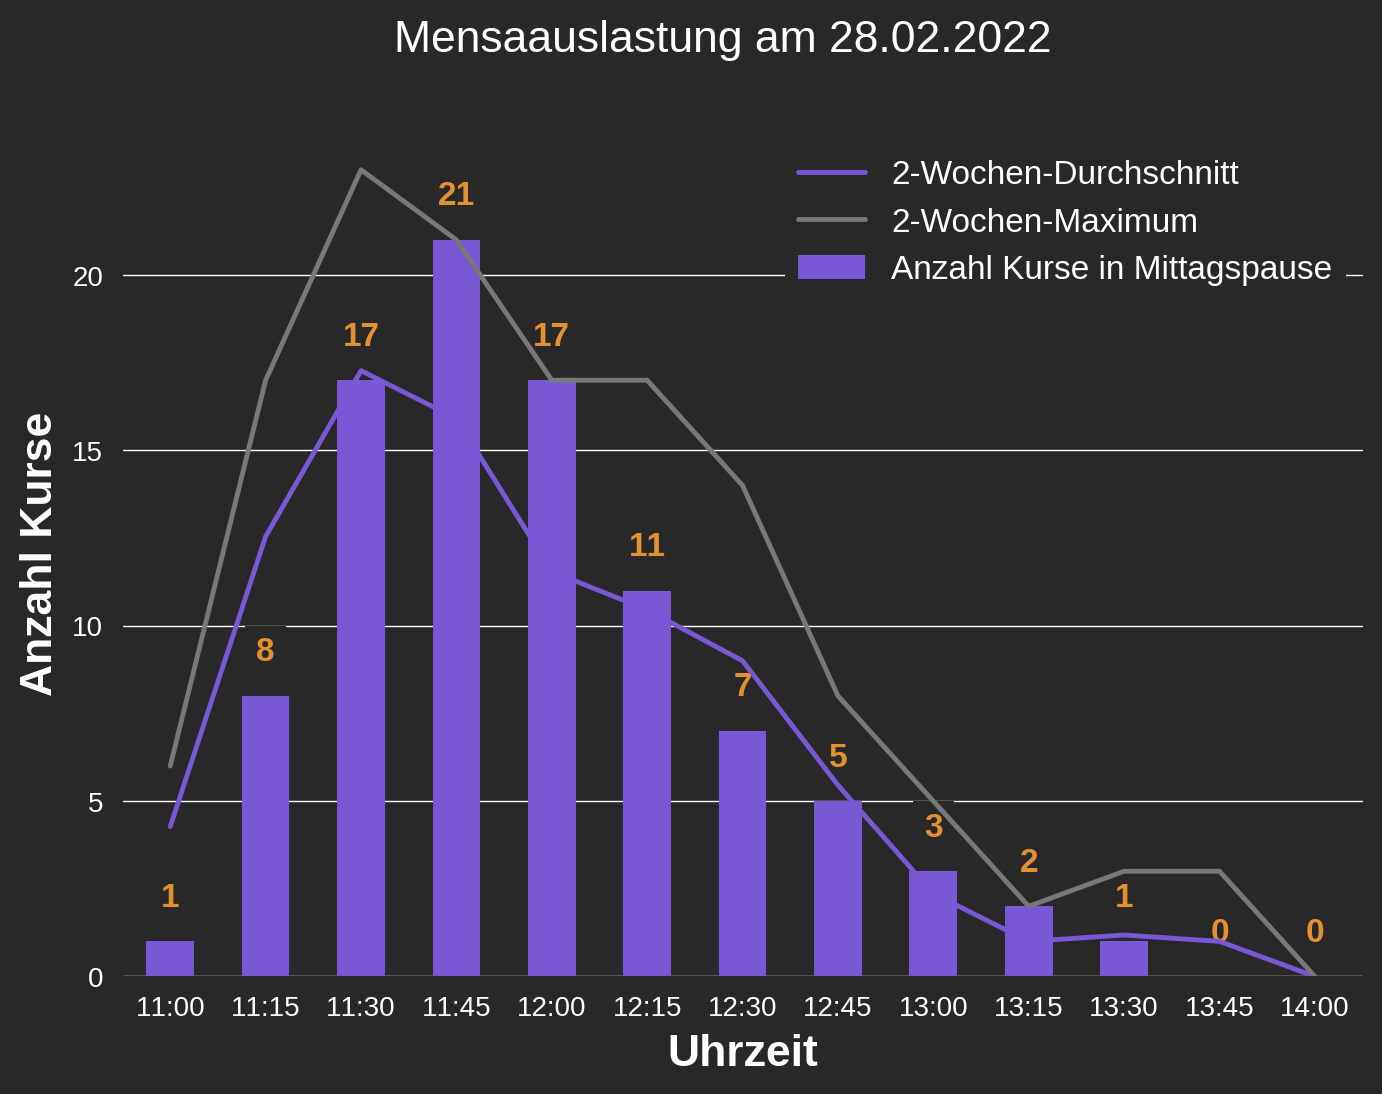 Mensaauslastung am 28.02.2022
2-Wochen-Durchschnitt
2-Wochen-Maximum
Anzahl Kurse in Mittagspause
Anzahl Kurse
20
15
10
5
0
1
8
17
21
17
11
7
5
3
2
1
0
0
11:00 11:15 11:30 11:45 12:00 12:15 12:30 12:45 13:00 13:15 13:30 13:45 14:00
Uhrzeit